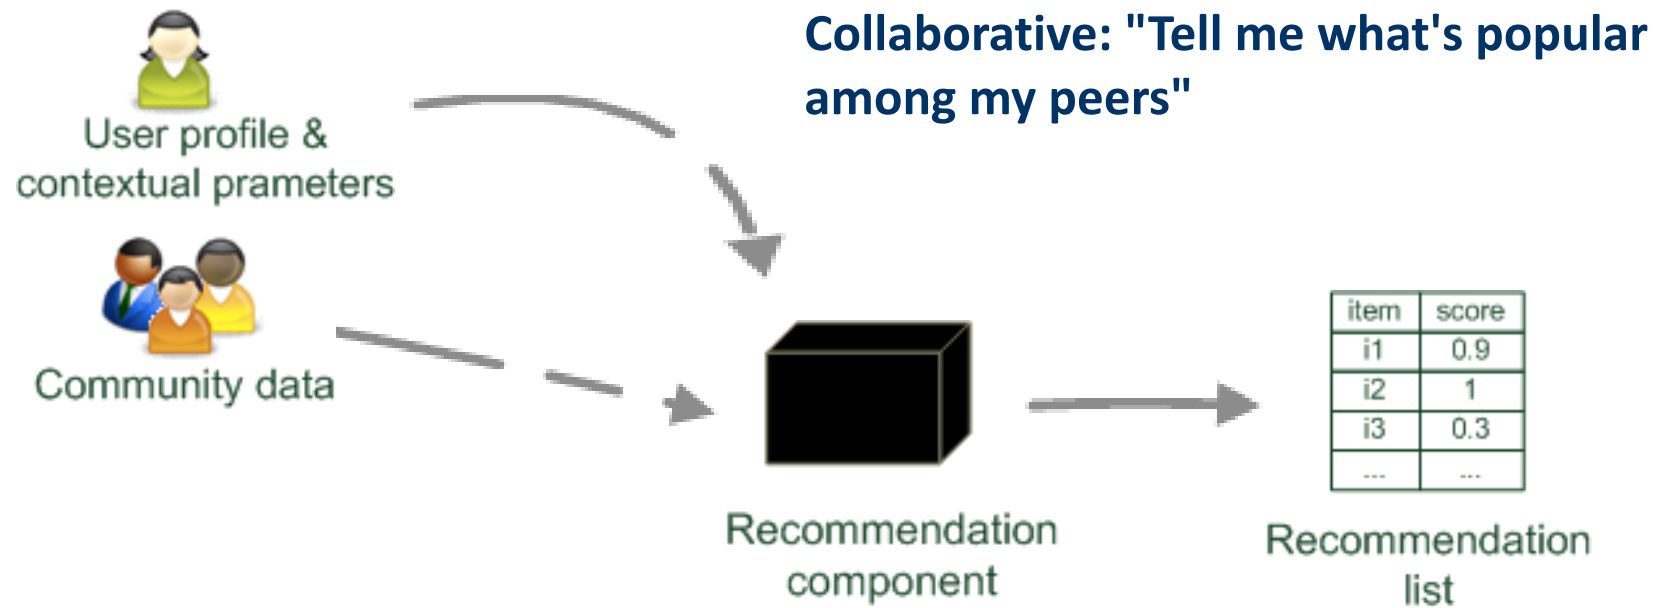 Collaborative: "Tell me what's popular
among my peers"
User profile &
contextual prameters
Community data
item score
i1 0.9
i2 1
i3 0.3
... ...
Recommendation
component
Recommendation
list